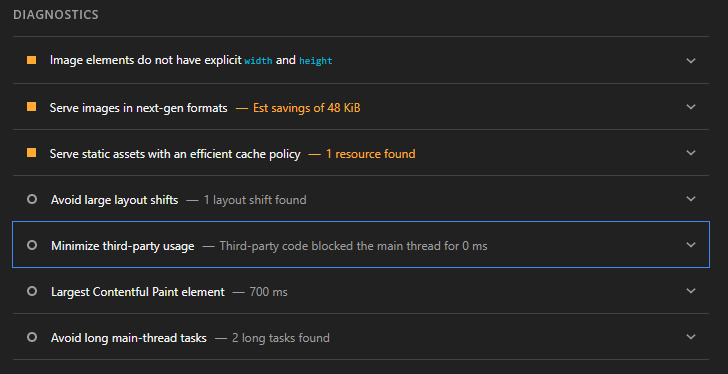 DIAGNOSTICS
Image elements do not have explicit width and height
Serve images in next-gen formats — Est savings of 48 KiB
Serve static assets with an efficient cache policy — 1 resource found
Avoid large layout shifts — 1 layout shift found
Minimize third-party usage — Third-party code blocked the main thread for 0 ms
Largest Contentful Paint element — 700 ms
Avoid long main-thread tasks — 2 long tasks found